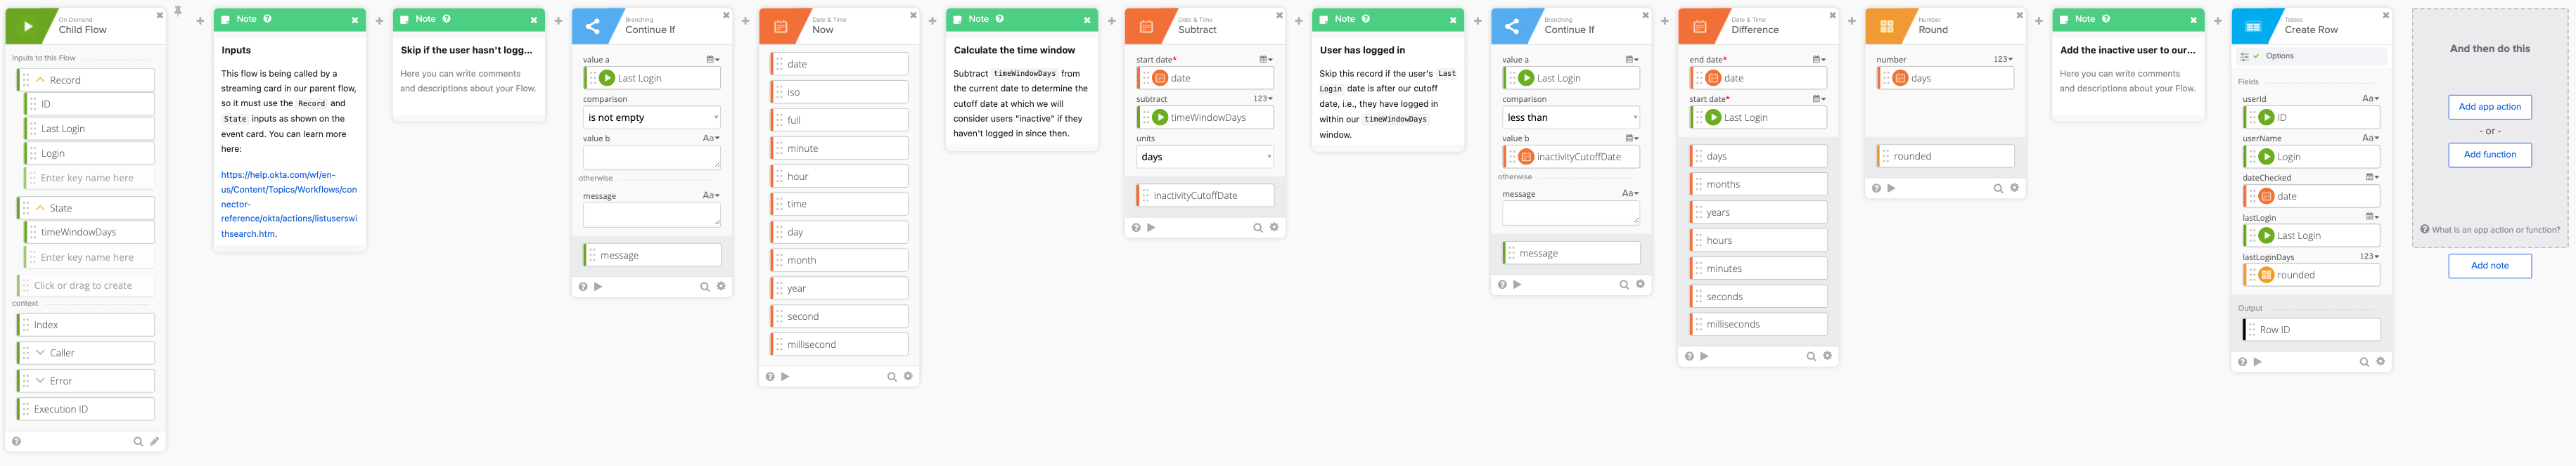 On Demand
Child Flow
Inputs to this Flow
Record
ID
Last Login
Login
Enter key name here
State
timeWindowDays
Enter key name here
Click or drag to create
context
Index
Caller
Error
Execution ID
Note
Inputs
This flow is being called by a
streaming card in our parent flow,
so it must use the Record and
State inputs as shown on the
event card. You can learn more
here:
https://help.okta.com/wf/en-
us/Content/Topics/Workflows/con
nector-
reference/okta/actions/listuserswi
thsearch.htm.
Note
Skip if the user hasn't logg...
Here you can write comments
and descriptions about your Flow.
Branching
Continue If
value a
Last Login
comparison
is not empty
value b
Aa
otherwise
message
Aa
message
Date & Time
Now
date
iso
full
minute
hour
time
day
month
year
second
millisecond
Note
Calculate the time window
Subtract timeWindowDays from
the current date to determine the
cutoff date at which we will
consider users "inactive" if they
haven't logged in since then.
Date & Time
Subtract
start date*
date
subtract
123
timeWindowDays
units
days
inactivityCutoffDate
Note
User has logged in
Skip this record if the user's Last
Login date is after our cutoff
date, i.e., they have logged in
within our timeWindowDays
window.
Branching
Continue If
value a
Last Login
comparison
less than
value b
inactivityCutoffDate
otherwise
message
Aa
message
Date & Time
Difference
end date*
date
start date*
Last Login
days
months
years
hours
minutes
seconds
milliseconds
Number
Round
number
123
days
rounded
Note
Add the inactive user to our...
Here you can write comments
and descriptions about your Flow.
Tables
Create Row
Options
Fields
userId
Aa
ID
userName
Aa
Login
dateChecked
date
lastLogin
Last Login
lastLoginDays
123
rounded
Output
Row ID
And then do this
Add app action
- or -
Add function
What is an app action or function?
Add note